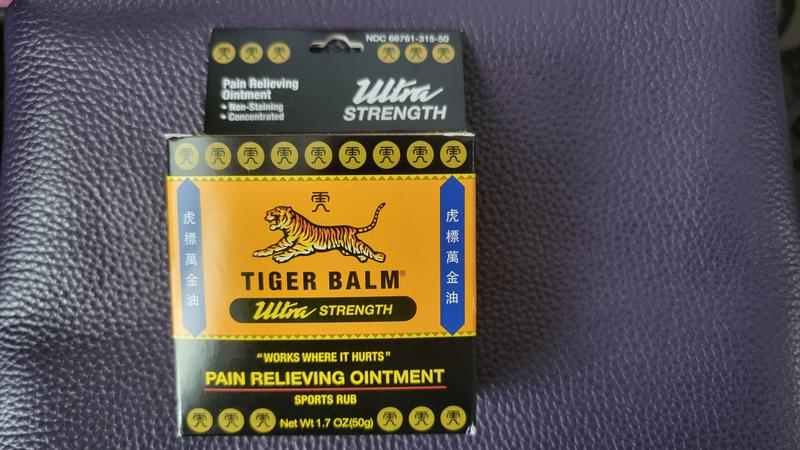 NDC 66761-315-50
Pain Relieving
Ointment
• Non-Staining
• Concentrated
Ultra
STRENGTH
虎標萬金油
虎標萬金油
TIGER BALM®
Ultra STRENGTH
"WORKS WHERE IT HURTS"
PAIN RELIEVING OINTMENT
SPORTS RUB
Net Wt 1.7 OZ(50g)